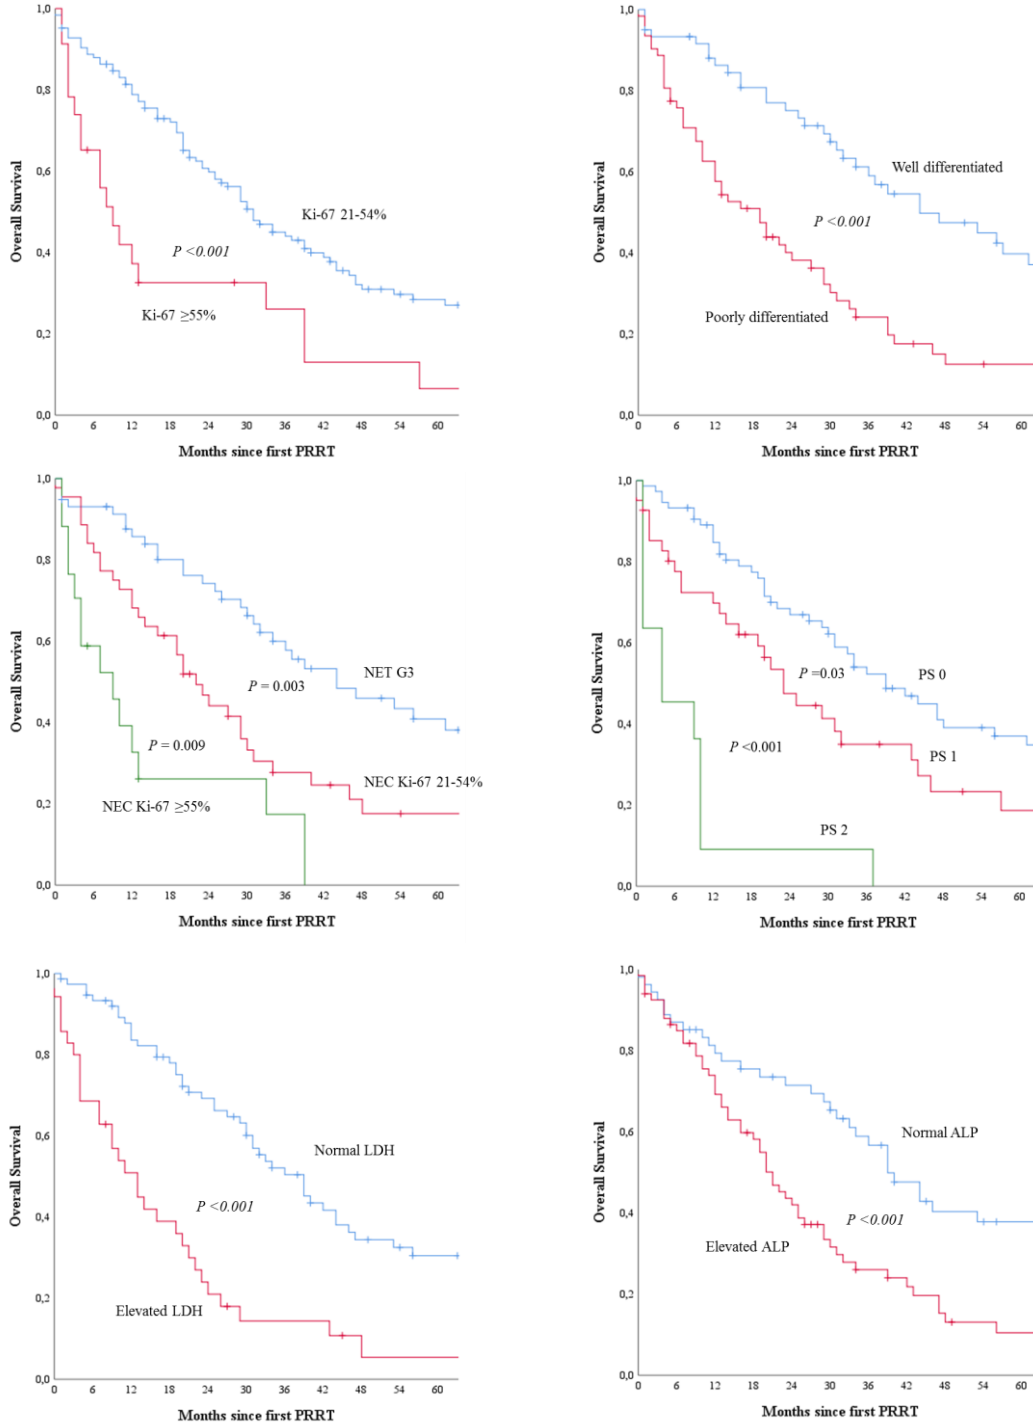 1,0
0,8
0,6
0,4
0,2
0,0
Overall Survival
Ki-67 21-54%
P <0.001
Ki-67 ≥55%
0 6 12 18 24 30 36 42 48 54 60
Months since first PRRT
1,0
0,8
0,6
0,4
0,2
0,0
Overall Survival
Well differentiated
P <0.001
Poorly differentiated
0 6 12 18 24 30 36 42 48 54 60
Months since first PRRT
1,0
0,8
0,6
0,4
0,2
0,0
Overall Survival
NET G3
P = 0.003
P = 0.009
NEC Ki-67 21-54%
NEC Ki-67 ≥55%
0 6 12 18 24 30 36 42 48 54 60
Months since first PRRT
1,0
0,8
0,6
0,4
0,2
0,0
Overall Survival
P =0.03
PS 0
P <0.001
PS 1
PS 2
0 6 12 18 24 30 36 42 48 54 60
Months since first PRRT
1,0
0,8
0,6
0,4
0,2
0,0
Overall Survival
Normal LDH
P <0.001
Elevated LDH
0 6 12 18 24 30 36 42 48 54 60
Months since first PRRT
1,0
0,8
0,6
0,4
0,2
0,0
Overall Survival
Normal ALP
P <0.001
Elevated ALP
0 6 12 18 24 30 36 42 48 54 60
Months since first PRRT